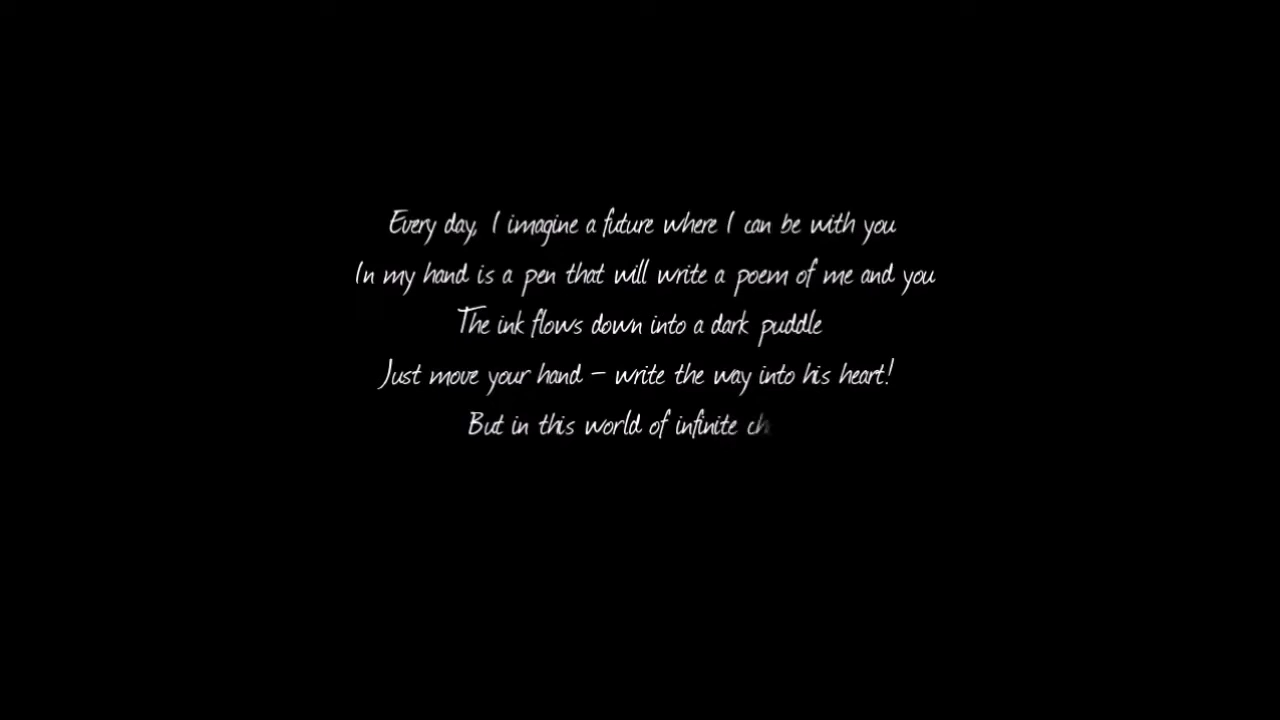 Every day, I imagine a future where I can be with you
In my hand is a pen that will write a poem of me and you
The ink flows down into a dark puddle
Just move your hand – write the way into his heart!
But in this world of infinite ch